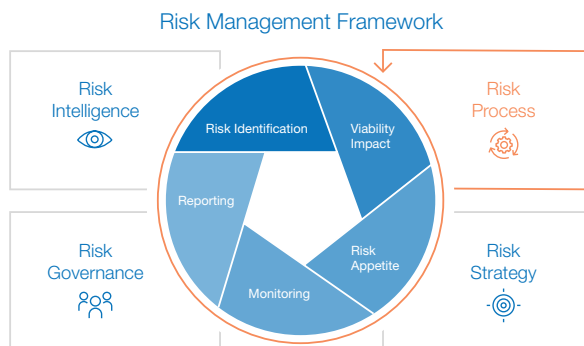 Risk Management Framework
Risk
Intelligence
Risk
Process
Risk Identification
Viability
Impact
Reporting
Risk
Appetite
Monitoring
Risk
Governance
Risk
Strategy